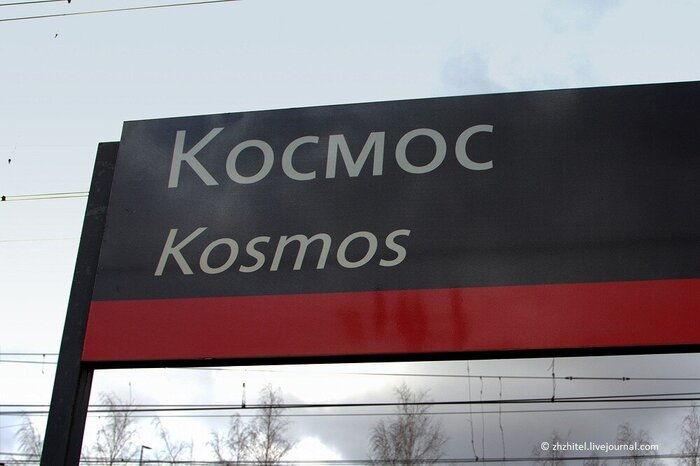 Космос
Kosmos
© zhzhitel.livejournal.com